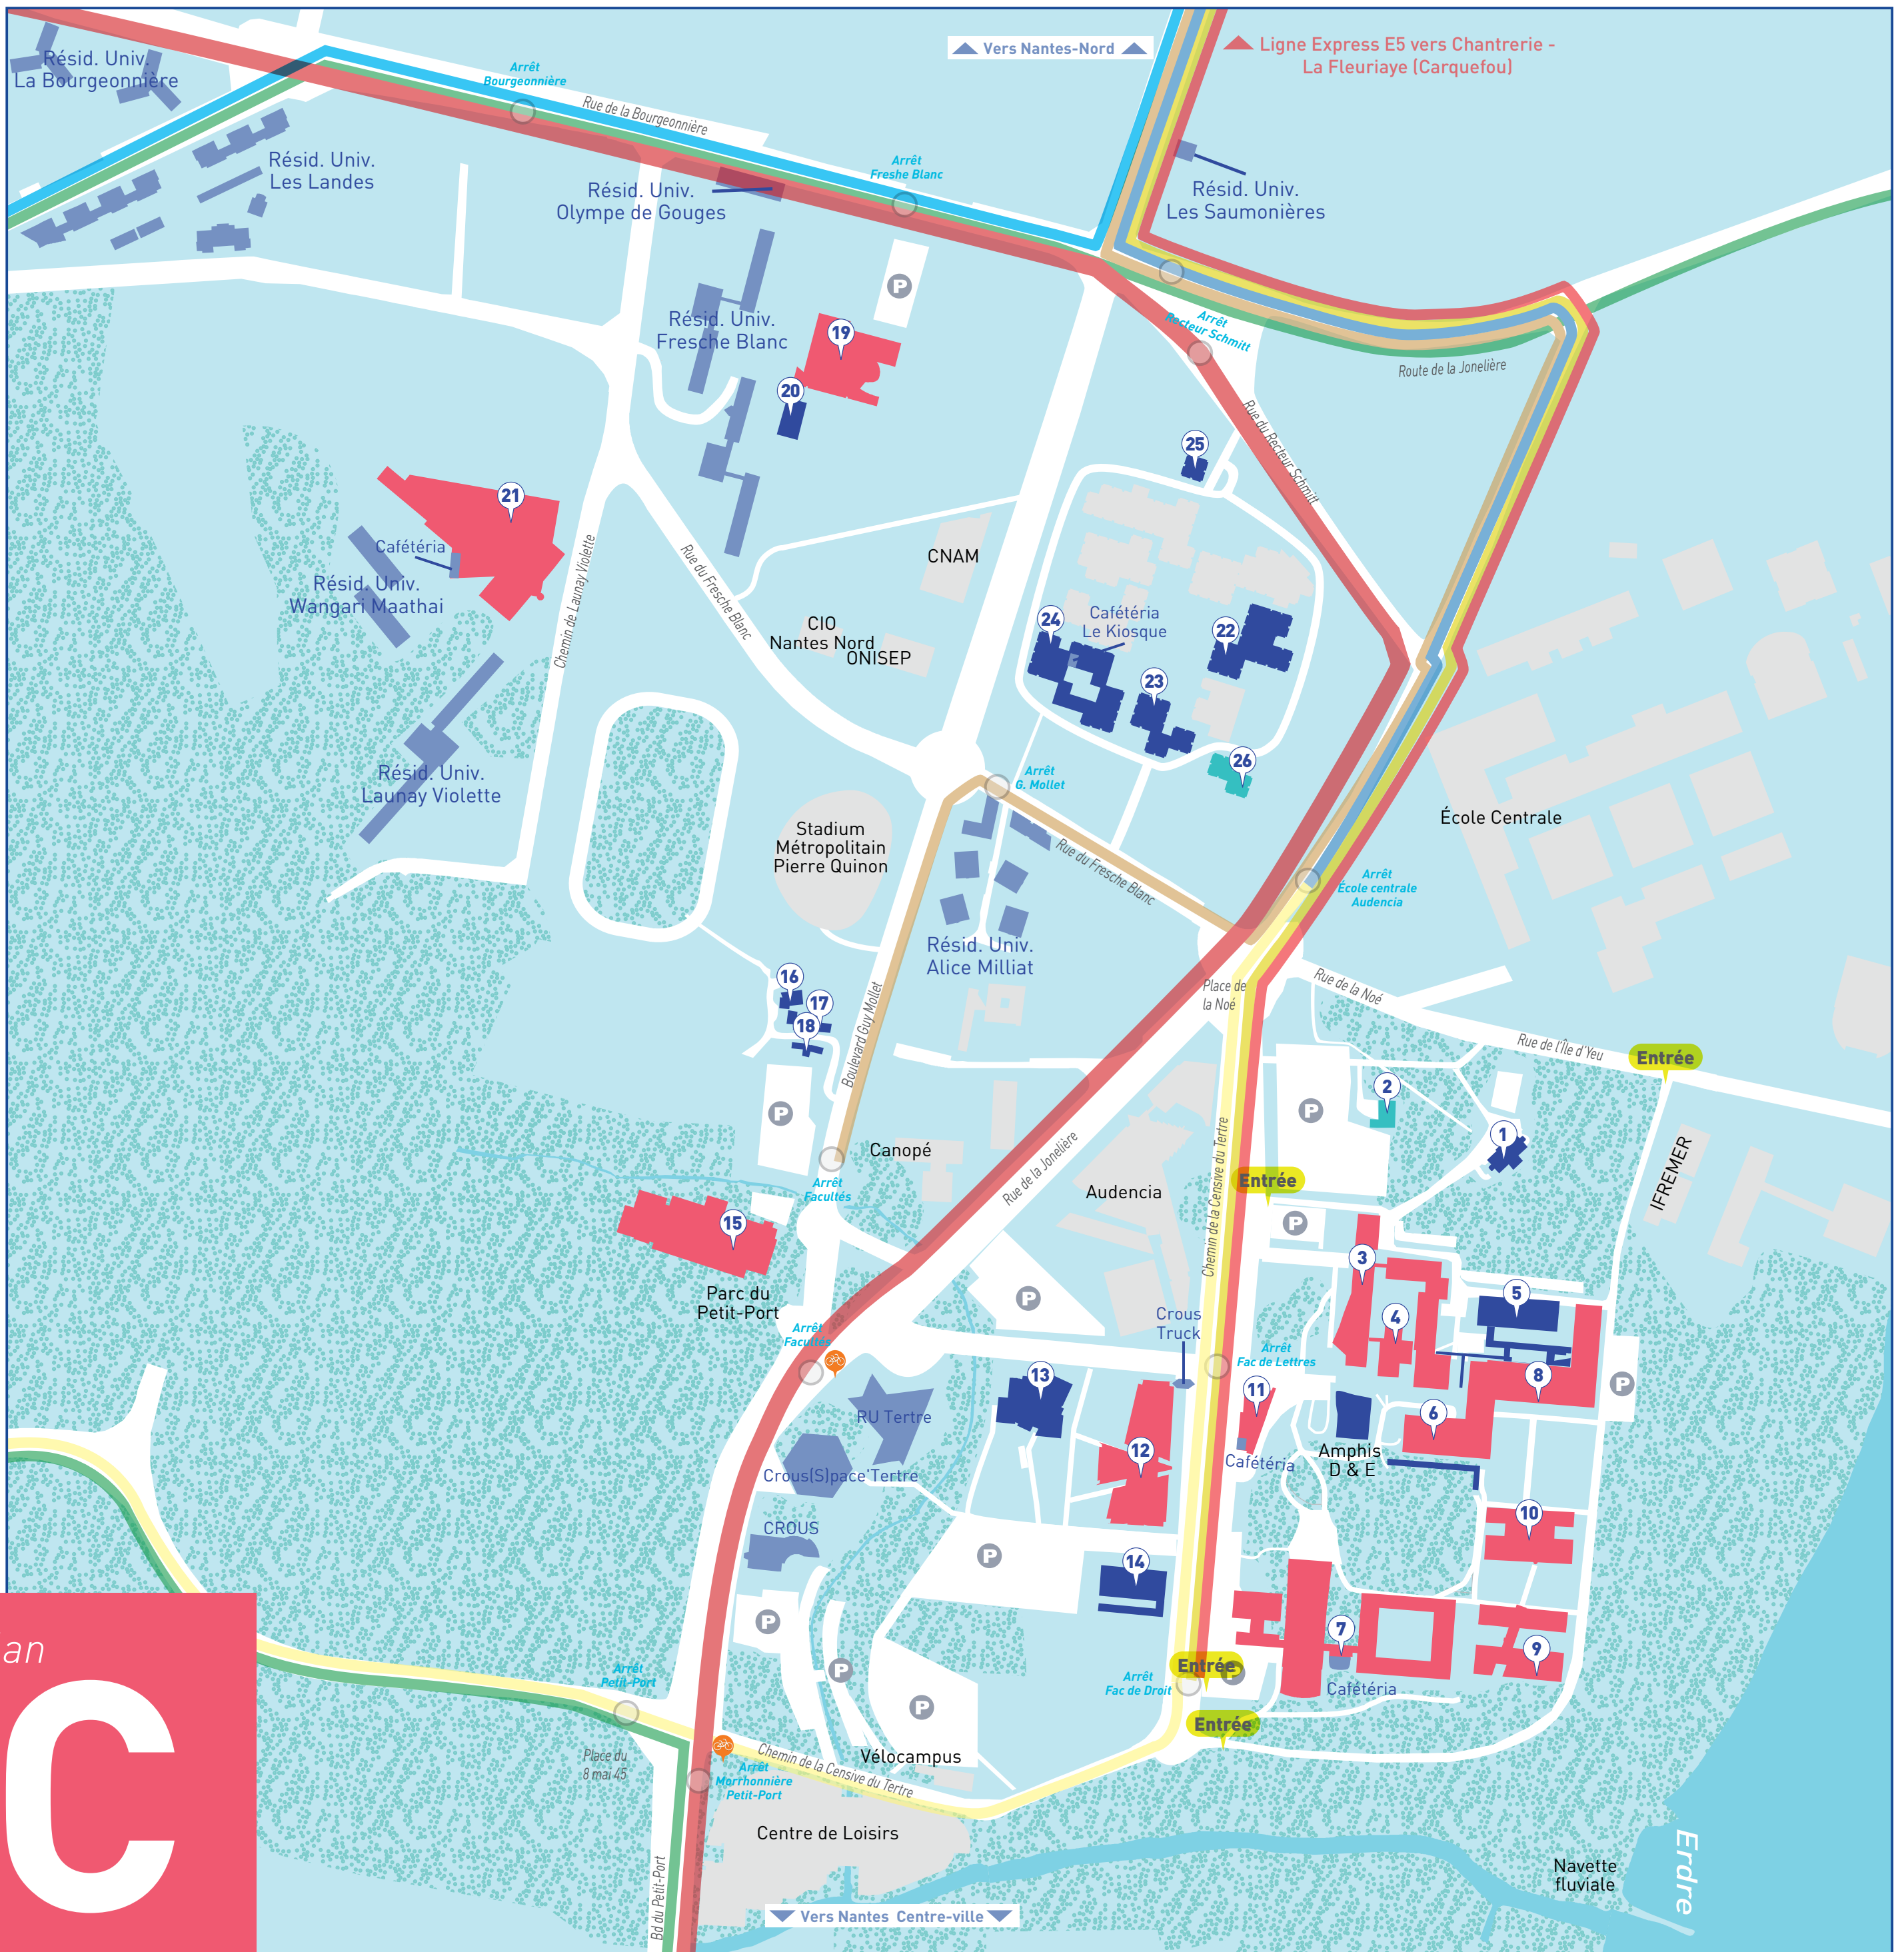 Vers Nantes-Nord
Ligne Express E5 vers Chantrerie -
La Fleuriaye (Carquefou)
Résid. Univ.
La Bourgeonnière
Arrêt
Bourgeonnière
Rue de la Bourgeonnière
Résid. Univ.
Les Landes
Arrêt
Freshe Blanc
Résid. Univ.
Olympe de Gouges
Résid. Univ.
Les Saumonières
P
Résid. Univ.
Fresche Blanc
19
20
Arrêt
Recteur Schmitt
Route de la Jonelière
Rue du Recteur Schmitt
25
21
Cafétéria
Résid. Univ.
Wangari Maathai
Chemin de Launay Violette
Rue du Fresche Blanc
CNAM
CIO
Nantes Nord
ONISEP
24
Cafétéria
Le Kiosque
22
23
26
Résid. Univ.
Launay Violette
Arrêt
G. Mollet
Stadium
Métropolitain
Pierre Quinon
Rue du Fresche Blanc
École Centrale
Arrêt
École centrale
Audencia
Résid. Univ.
Alice Milliat
16
17
18
Boulevard Guy Mollet
Place de
la Noé
Rue de la Noé
Rue de l'Île d'Yeu
Entrée
P
P
2
1
Canopé
Arrêt
Facultés
Rue de la Jonelière
Audencia
Chemin de la Censive du Tertre
Entrée
IFREMER
P
15
Parc du
Petit-Port
3
P
4
5
Crous
Truck
Arrêt
Facultés
Arrêt
Fac de Lettres
13
11
8
P
RU Tertre
6
12
Amphis
D & E
Cafétéria
Crous(S)pace'Tertre
CROUS
10
P
14
P
7
9
P
Entrée
P
Arrêt
Fac de Droit
Cafétéria
Arrêt
Petit-Port
P
Entrée
an
C
Place du
8 mai 45
Chemin de la Censive du Tertre
Vélocampus
Arrêt
Morrhonnière
Petit-Port
Centre de Loisirs
Bd du Petit-Port
Navette
fluviale
Erdre
Vers Nantes Centre-ville